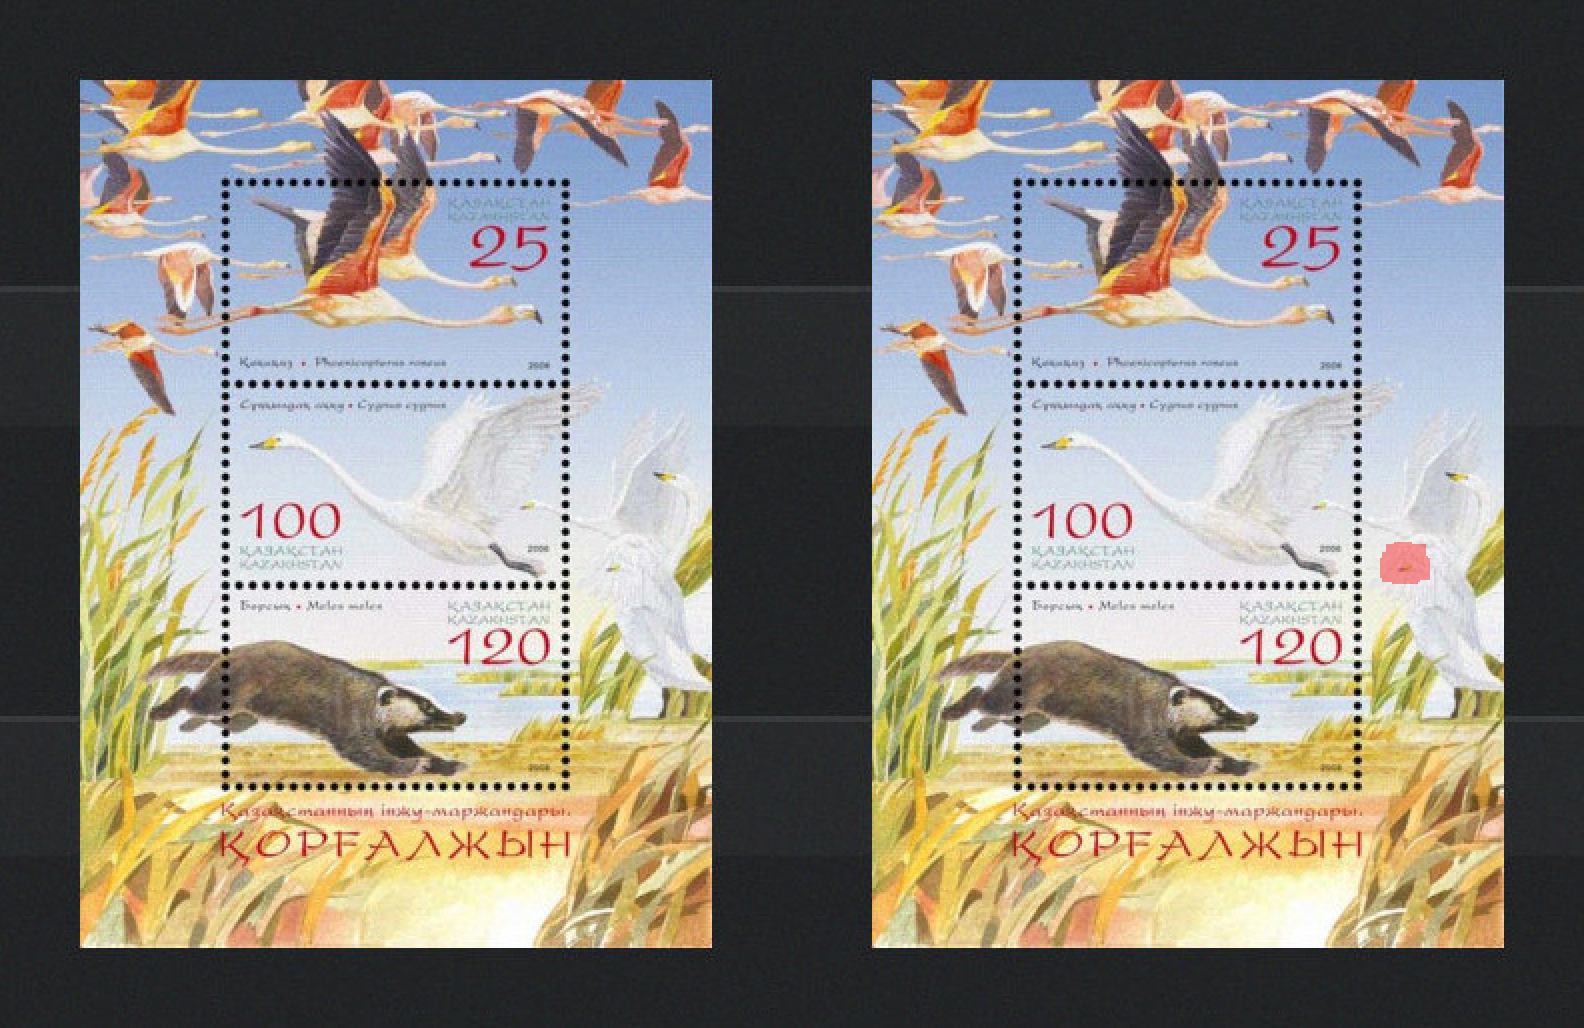 ҚАЗАҚСТАН
KAZAKHSTAN
25
Қоқиқаз • Phoenicopterus roseus 2006
Сұңқылдақ аққу • Cygnus cygnus
100
2006
ҚАЗАҚСТАН
KAZAKHSTAN
Борсық • Meles meles
ҚАЗАҚСТАН
KAZAKHSTAN
120
2006
Қазақстанның інжу-маржандары.
ҚОРҒАЛЖЫН
ҚАЗАҚСТАН
KAZAKHSTAN
25
Қоқиқаз • Phoenicopterus roseus 2006
Сұңқылдақ аққу • Cygnus cygnus
100
2006
ҚАЗАҚСТАН
KAZAKHSTAN
Борсық • Meles meles
ҚАЗАҚСТАН
KAZAKHSTAN
120
2006
Қазақстанның інжу-маржандары.
ҚОРҒАЛЖЫН